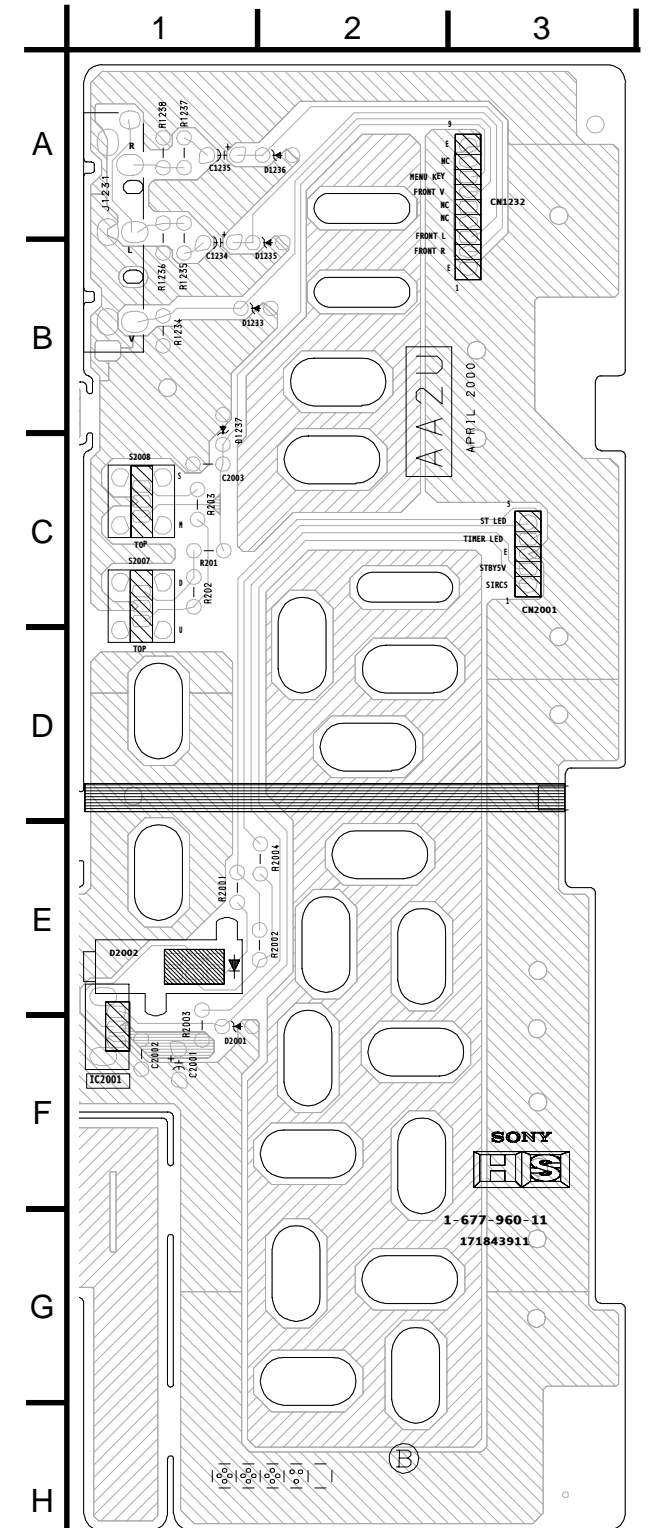 1 2 3
A
R1238
R1237
R
J1231
C1235
+
D1236
9
E
NC
MENU KEY
FRONT V
NC
NC
FRONT L
FRONT R
E
1
CN1232
L
R1236
R1235
C1234
+
D1235
B
V
R1234
D1233
AA2U
APRIL 2000
D1237
C2003
C
S2008
S
M
TOP
R203
R201
S2007
D
U
TOP
R202
5
ST LED
TIMER LED
E
STBY5V
SIRCS
1
CN2001
D
E
R2001
R2004
R2002
D2002
F
R2003
C2002
C2001
+
D2001
IC2001
SONY
HS
1-677-960-11
171843911
G
H
B